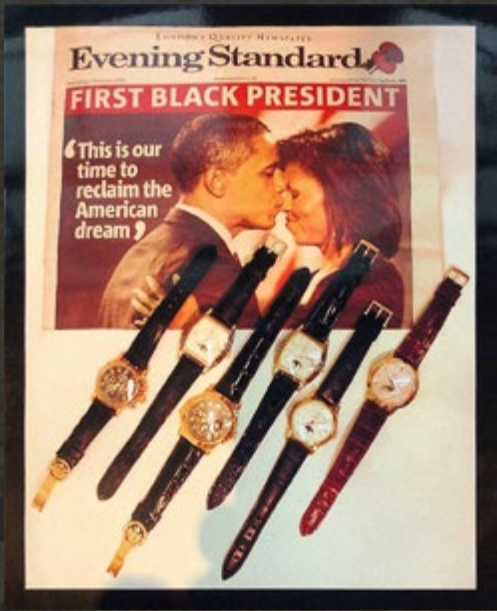 LONDON'S QUALITY NEWSPAPER
Evening Standard
FIRST BLACK PRESIDENT
‘This is our
time to
reclaim the
American
dream’